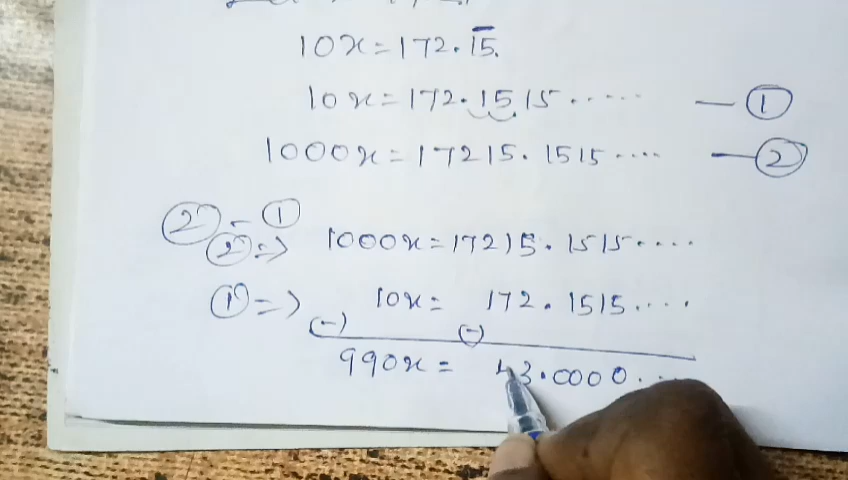 10x = 172.1̅5̅.
10x = 172.1515...... — ①
1000x = 17215.1515.... — ②
② - ①
② => 1000x = 17215.1515....
① => 10x = 172.1515....
(-) (-)
990x = 43.0000....